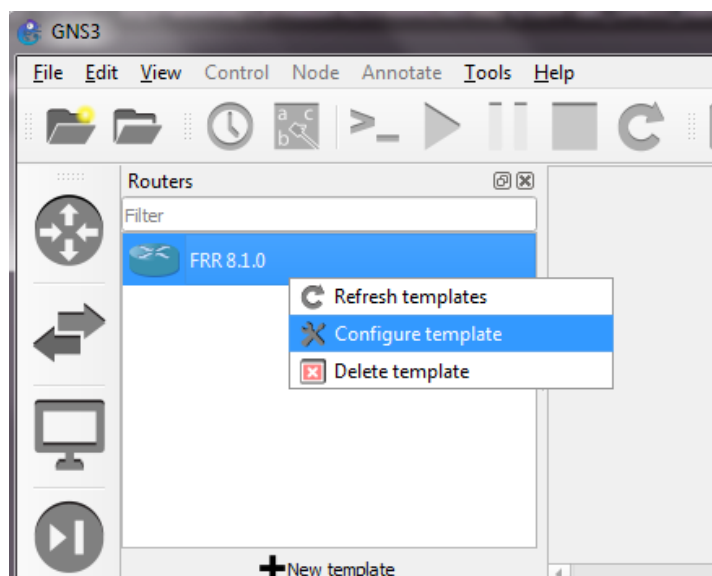 GNS3
File Edit View Control Node Annotate Tools Help
a c
b
>_
Routers
Filter
FRR 8.1.0
Refresh templates
Configure template
Delete template
New template